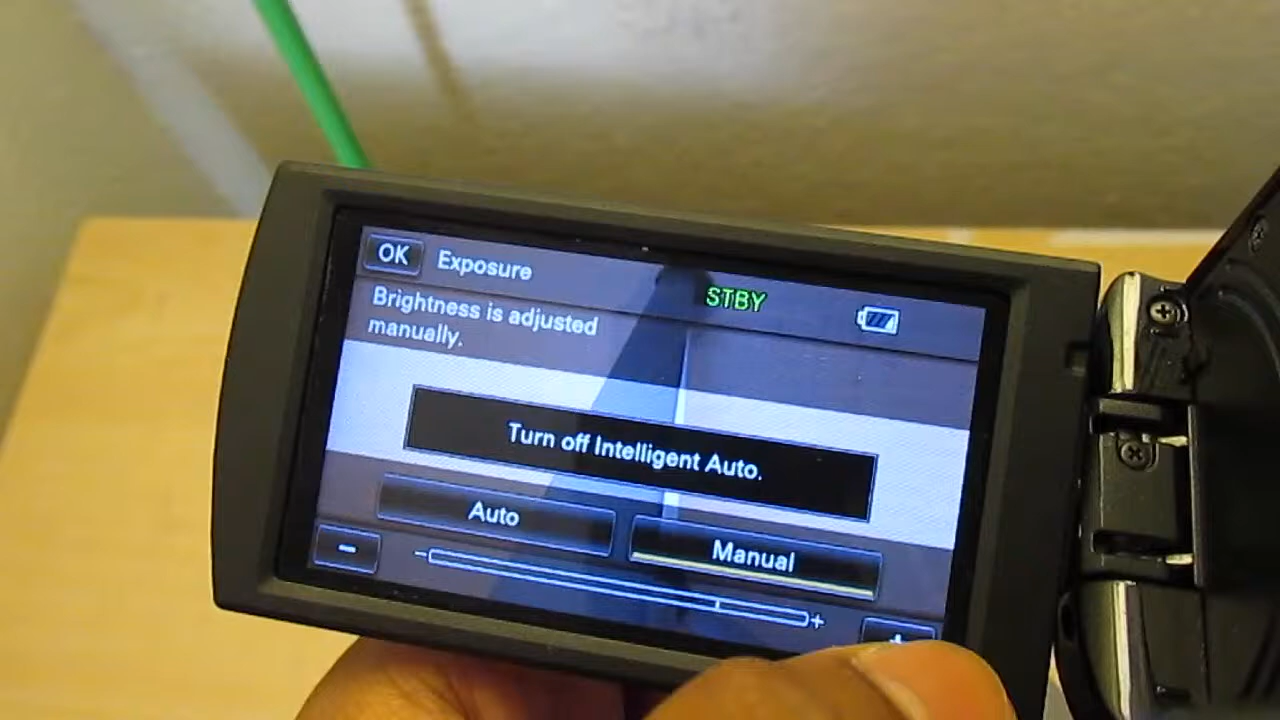 OK Exposure
STBY
Brightness is adjusted
manually.
Turn off Intelligent Auto.
Auto
Manual
-
- +
+